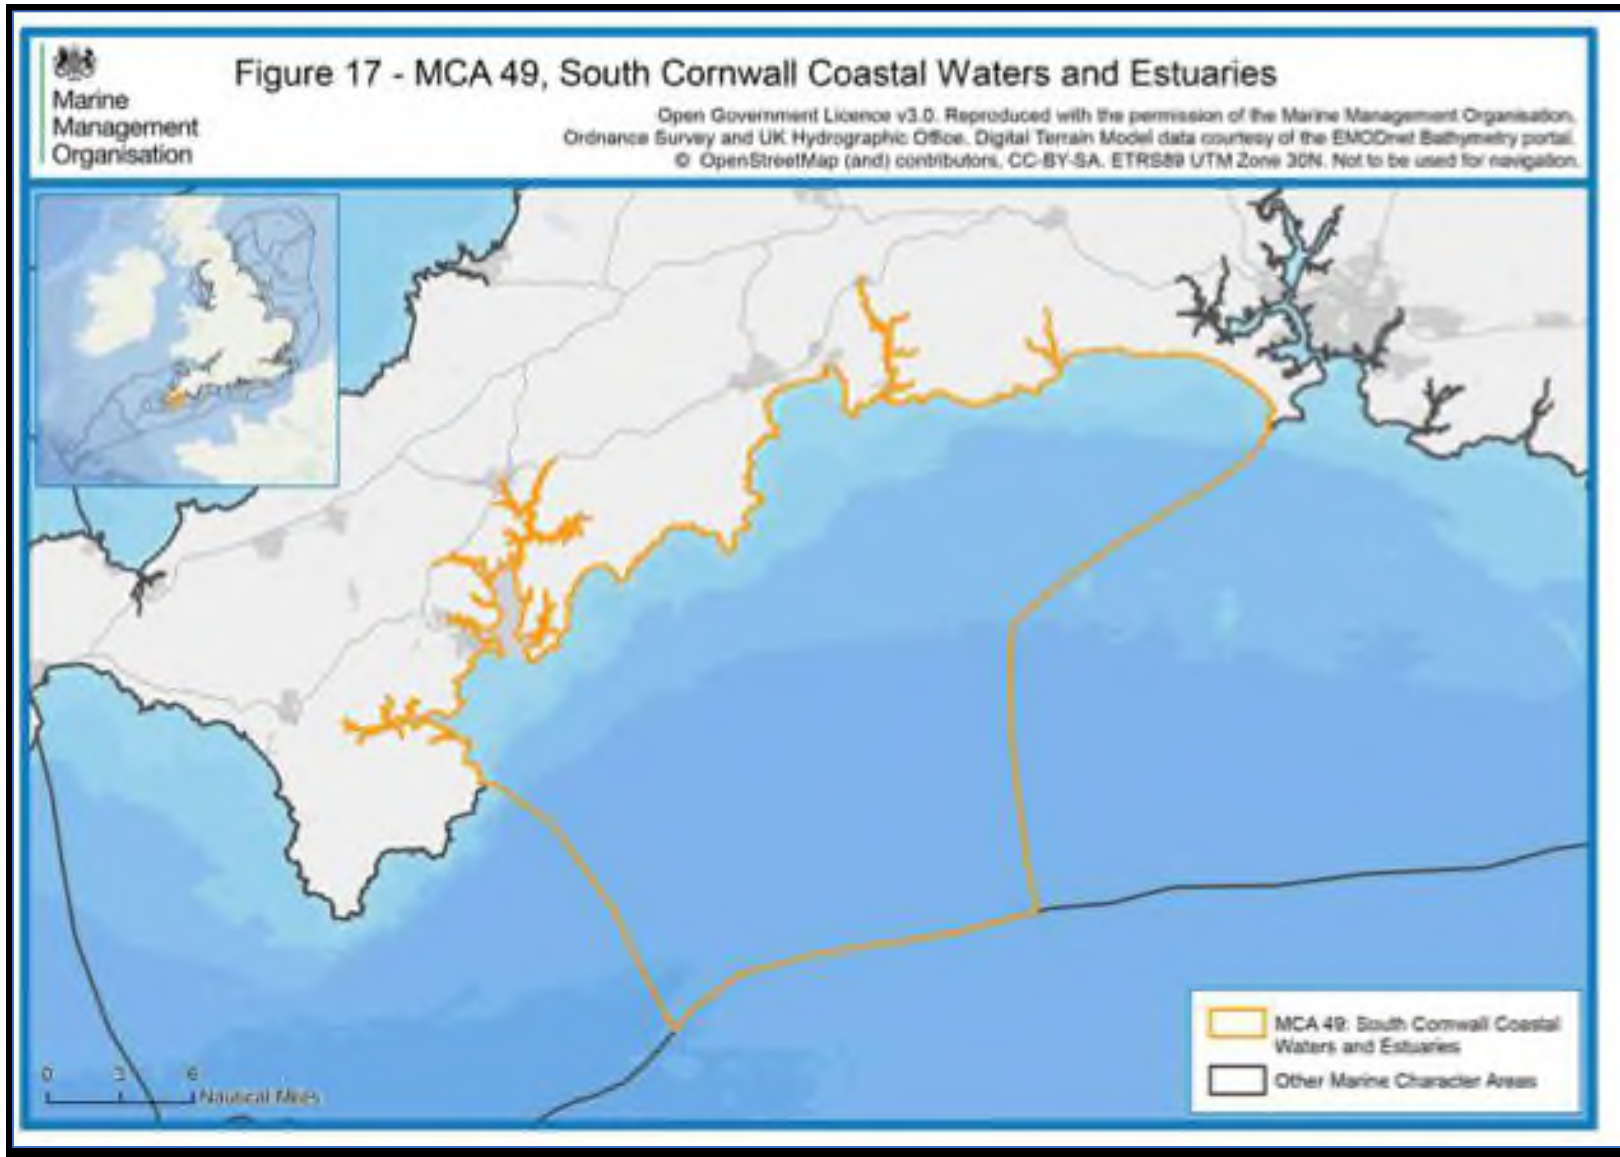 Marine
Management
Organisation
Figure 17 - MCA 49, South Cornwall Coastal Waters and Estuaries
Open Government Licence v3.0. Reproduced with the permission of the Marine Management Organisation,
Ordnance Survey and UK Hydrographic Office. Digital Terrain Model data courtesy of the EMODnet Bathymetry portal.
© OpenStreetMap (and) contributors, CC-BY-SA. ETRS89 UTM Zone 30N. Not to be used for navigation.
0 3 6
Nautical Miles
MCA 49: South Cornwall Coastal
Waters and Estuaries
Other Marine Character Areas